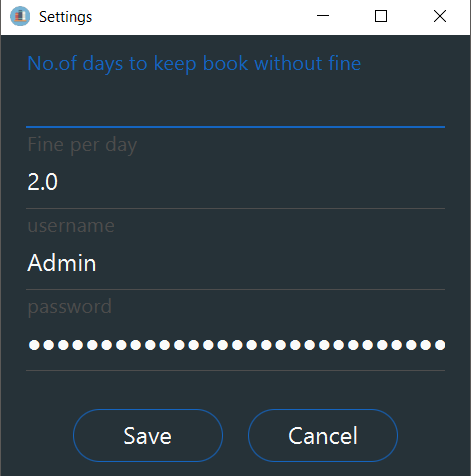 Settings
No.of days to keep book without fine
Fine per day
2.0
username
Admin
password
●●●●●●●●●●●●●●●●●●●●●●●●●●●●●
Save Cancel